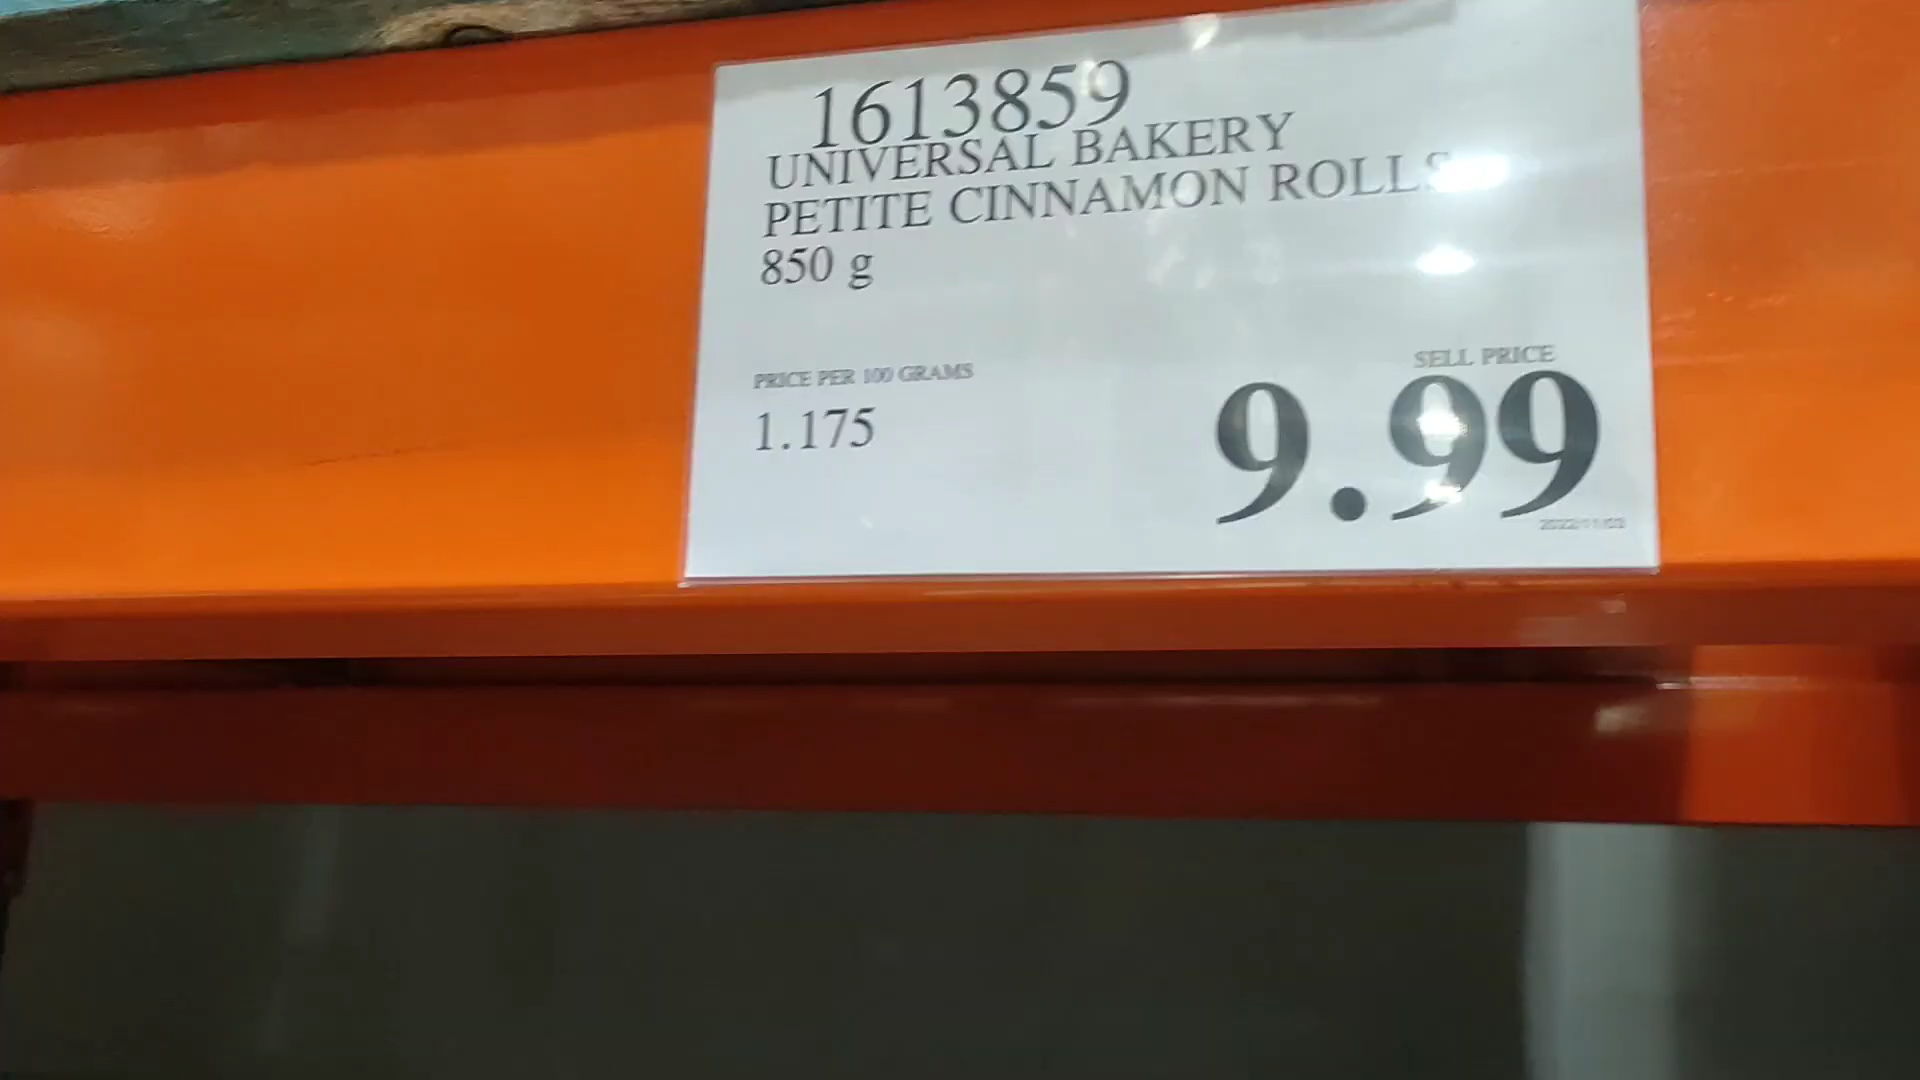 1613859
UNIVERSAL BAKERY
PETITE CINNAMON ROLLS
850 g
PRICE PER 100 GRAMS
1.175
SELL PRICE
9.99